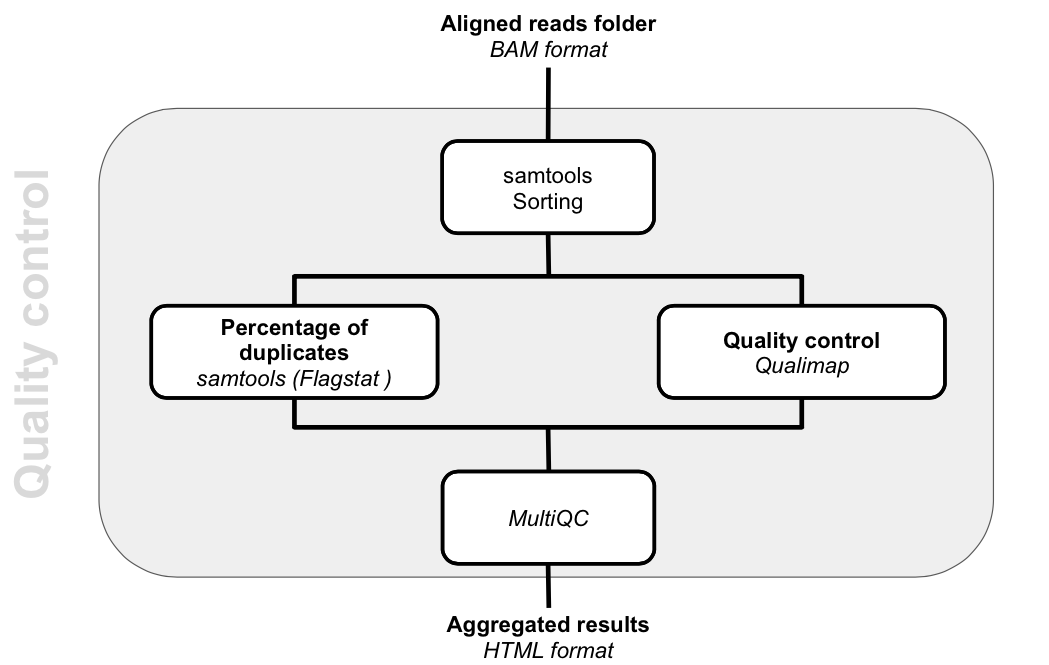 Aligned reads folder
BAM format
Quality control
samtools
Sorting
Percentage of
duplicates
samtools (Flagstat )
Quality control
Qualimap
MultiQC
Aggregated results
HTML format